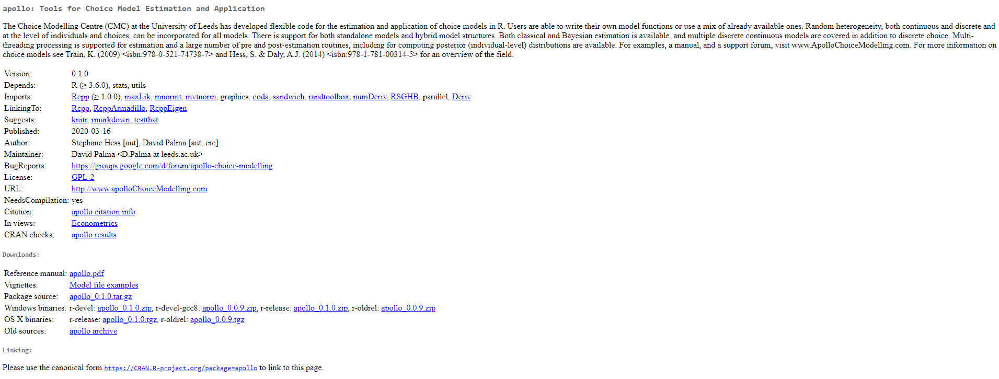 apollo: Tools for Choice Model Estimation and Application
The Choice Modelling Centre (CMC) at the University of Leeds has developed flexible code for the estimation and application of choice models in R. Users are able to write their own model functions or use a mix of already available ones. Random heterogeneity, both continuous and discrete and
at the level of individuals and choices, can be incorporated for all models. There is support for both standalone models and hybrid model structures. Both classical and Bayesian estimation is available, and multiple discrete continuous models are covered in addition to discrete choice. Multi-
threading processing is supported for estimation and a large number of pre and post-estimation routines, including for computing posterior (individual-level) distributions are available. For examples, a manual, and a support forum, visit www.ApolloChoiceModelling.com. For more information on
choice models see Train, K. (2009) <isbn:978-0-521-74738-7> and Hess, S. & Daly, A.J. (2014) <isbn:978-1-781-00314-5> for an overview of the field.
Version: 0.1.0
Depends: R (≥ 3.6.0), stats, utils
Imports: Rcpp (≥ 1.0.0), maxLik, mnormt, mvtnorm, graphics, coda, sandwich, randtoolbox, numDeriv, RSGHB, parallel, Deriv
LinkingTo: Rcpp, RcppArmadillo, RcppEigen
Suggests: knitr, rmarkdown, testthat
Published: 2020-03-16
Author: Stephane Hess [aut], David Palma [aut, cre]
Maintainer: David Palma <D.Palma at leeds.ac.uk>
BugReports: https://groups.google.com/d/forum/apollo-choice-modelling
License: GPL-2
URL: http://www.apolloChoiceModelling.com
NeedsCompilation: yes
Citation: apollo citation info
In views: Econometrics
CRAN checks: apollo results
Downloads:
Reference manual: apollo.pdf
Vignettes: Model file examples
Package source: apollo_0.1.0.tar.gz
Windows binaries: r-devel: apollo_0.1.0.zip, r-devel-gcc8: apollo_0.0.9.zip, r-release: apollo_0.1.0.zip, r-oldrel: apollo_0.0.9.zip
OS X binaries: r-release: apollo_0.1.0.tgz, r-oldrel: apollo_0.0.9.tgz
Old sources: apollo archive
Linking:
Please use the canonical form https://CRAN.R-project.org/package=apollo to link to this page.